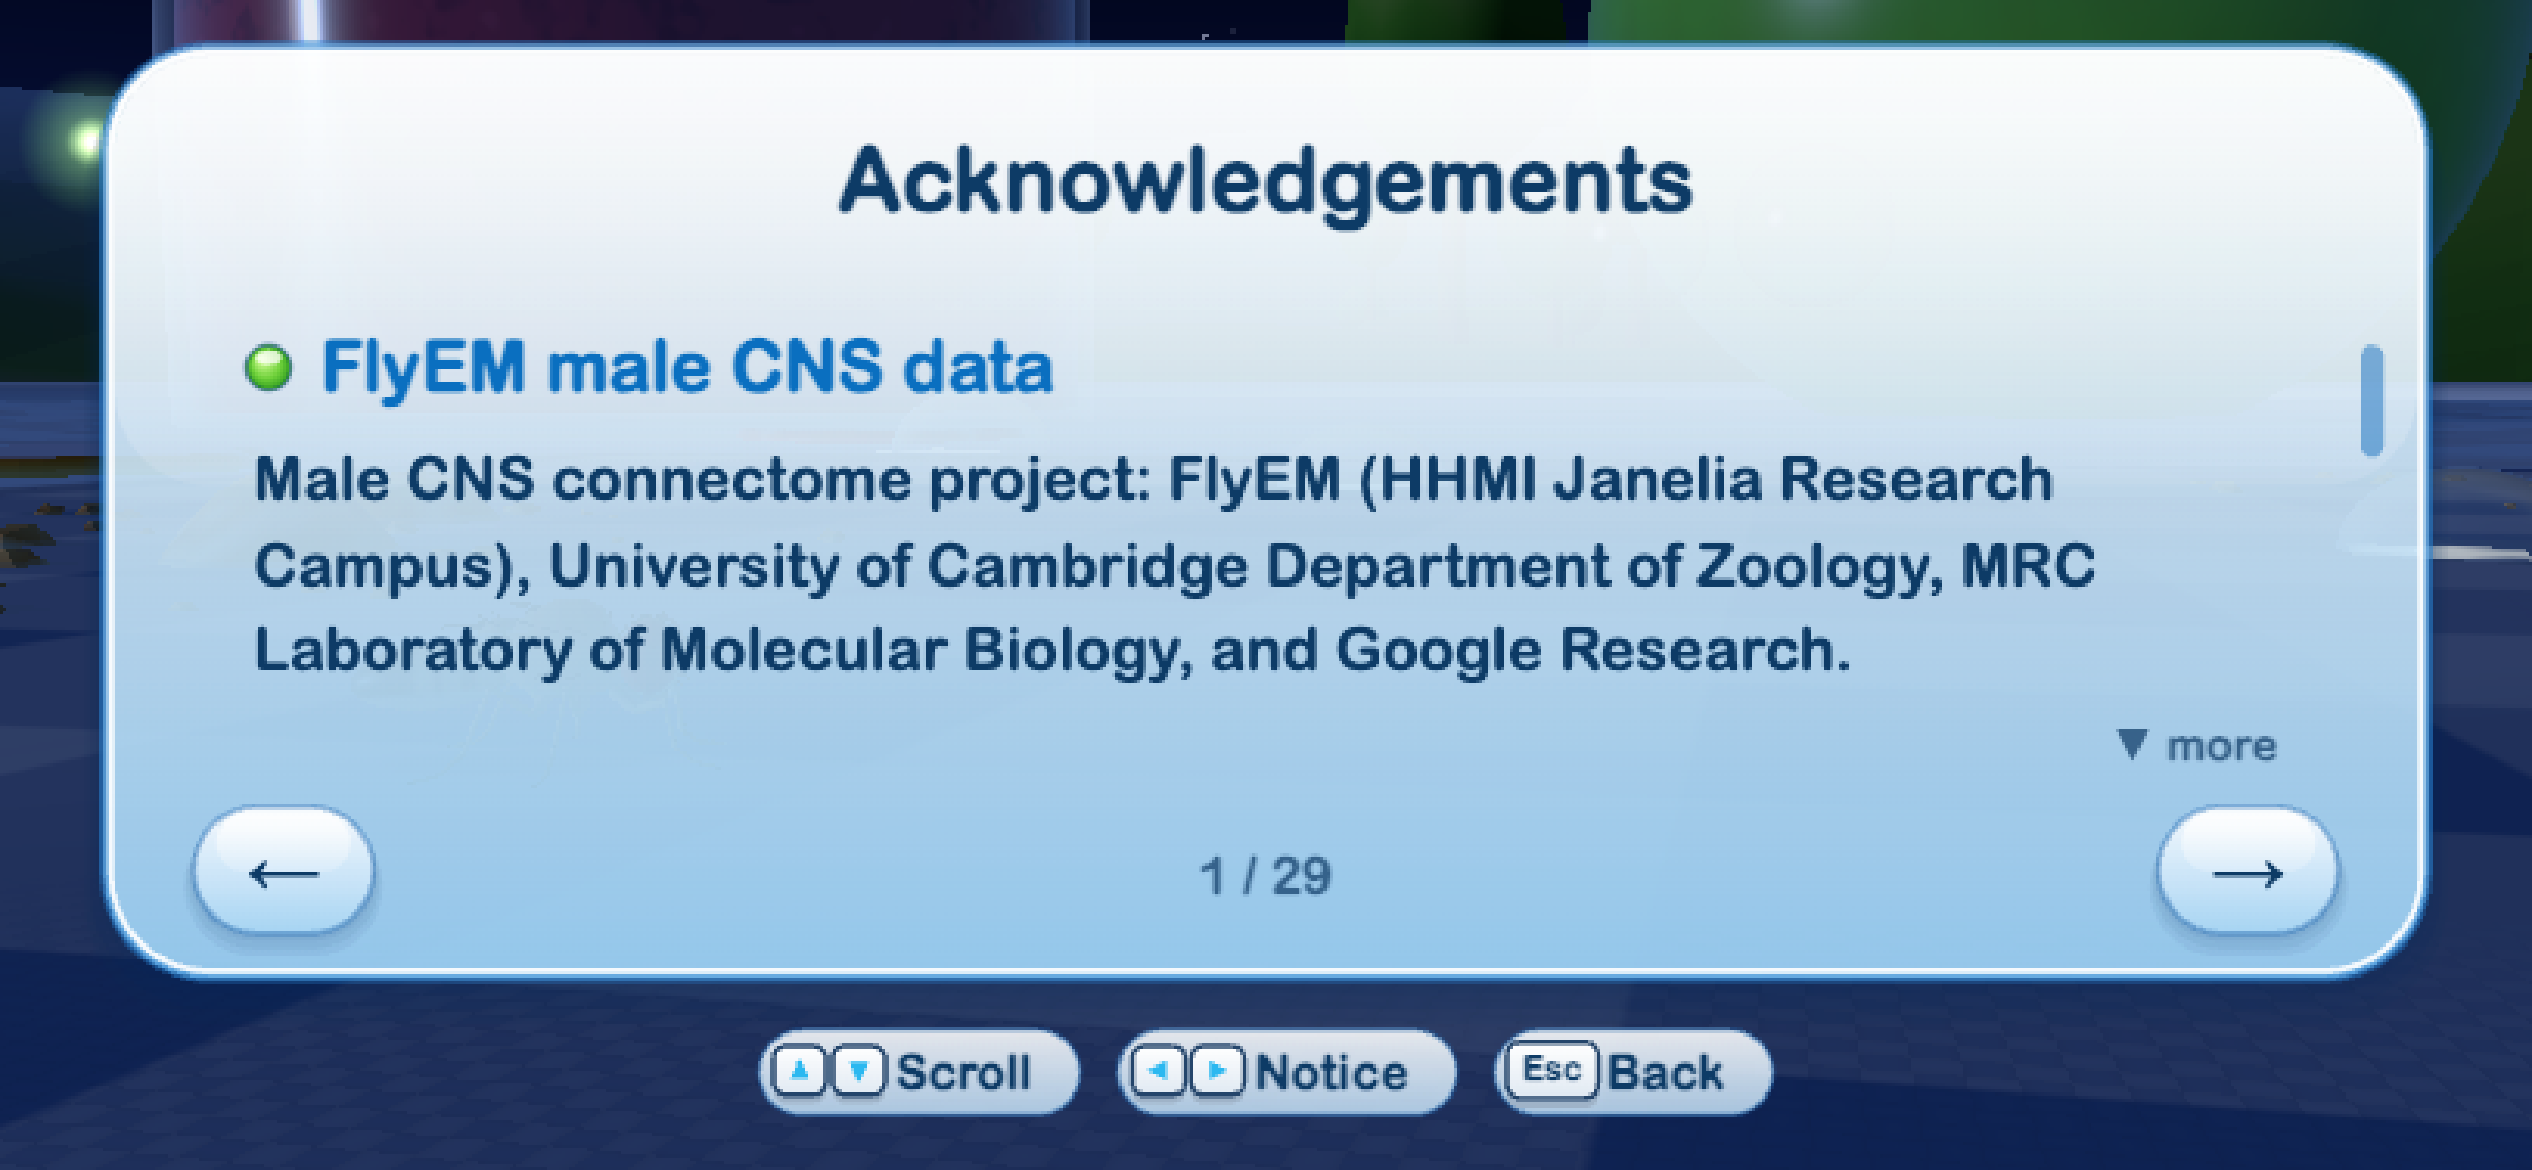 Acknowledgements
FlyEM male CNS data
Male CNS connectome project: FlyEM (HHMI Janelia Research
Campus), University of Cambridge Department of Zoology, MRC
Laboratory of Molecular Biology, and Google Research.
▼ more
← 1 / 29 →
▲ ▼ Scroll ◄ ► Notice Esc Back